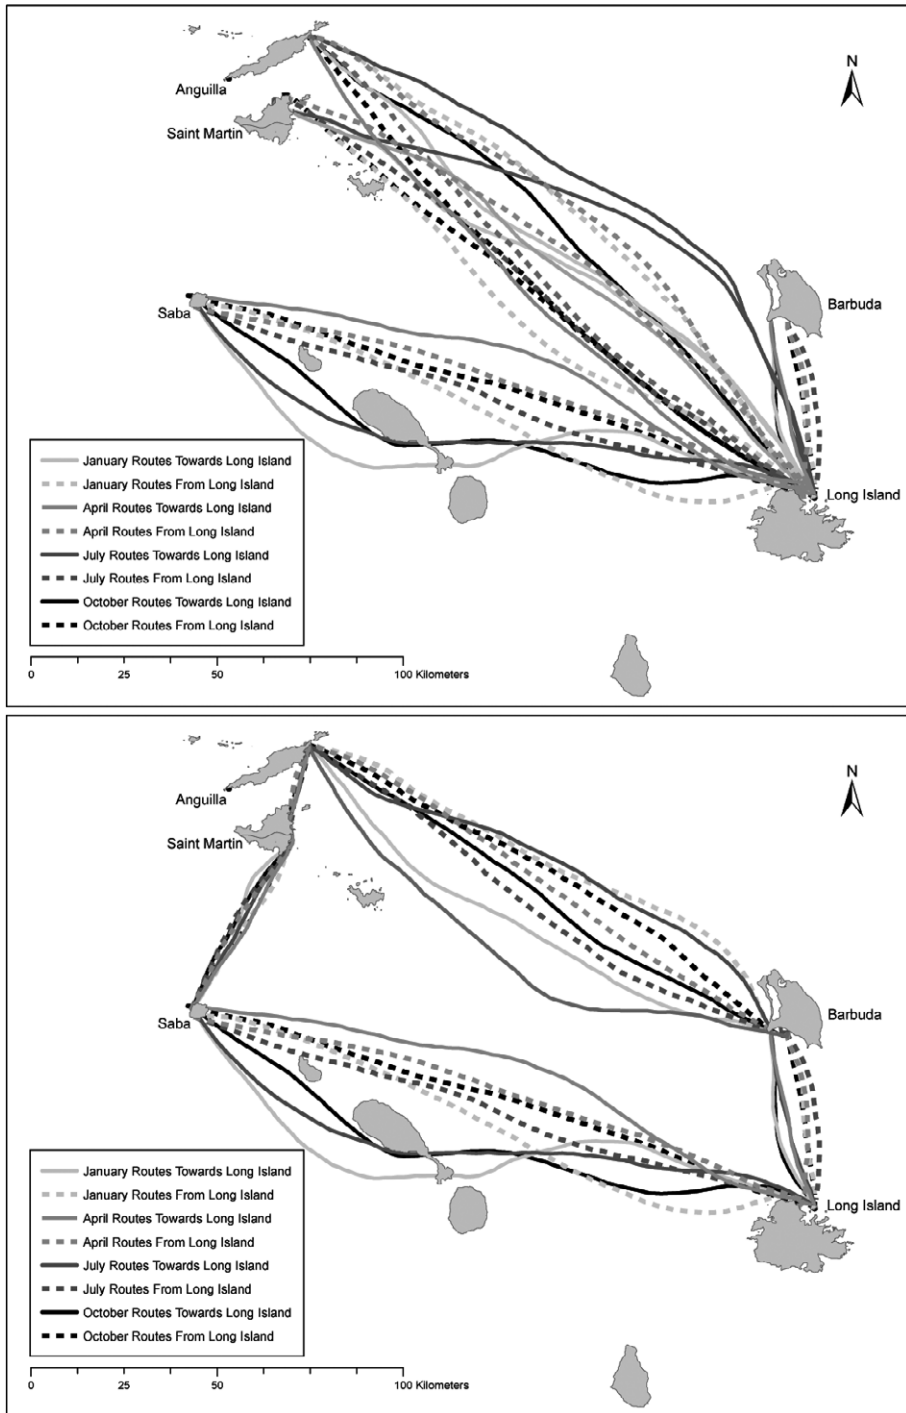 N
Anguilla
Saint Martin
Barbuda
Saba
Long Island
January Routes Towards Long Island
January Routes From Long Island
April Routes Towards Long Island
April Routes From Long Island
July Routes Towards Long Island
July Routes From Long Island
October Routes Towards Long Island
October Routes From Long Island
0 25 50 100 Kilometers
N
Anguilla
Saint Martin
Barbuda
Saba
Long Island
January Routes Towards Long Island
January Routes From Long Island
April Routes Towards Long Island
April Routes From Long Island
July Routes Towards Long Island
July Routes From Long Island
October Routes Towards Long Island
October Routes From Long Island
0 25 50 100 Kilometers